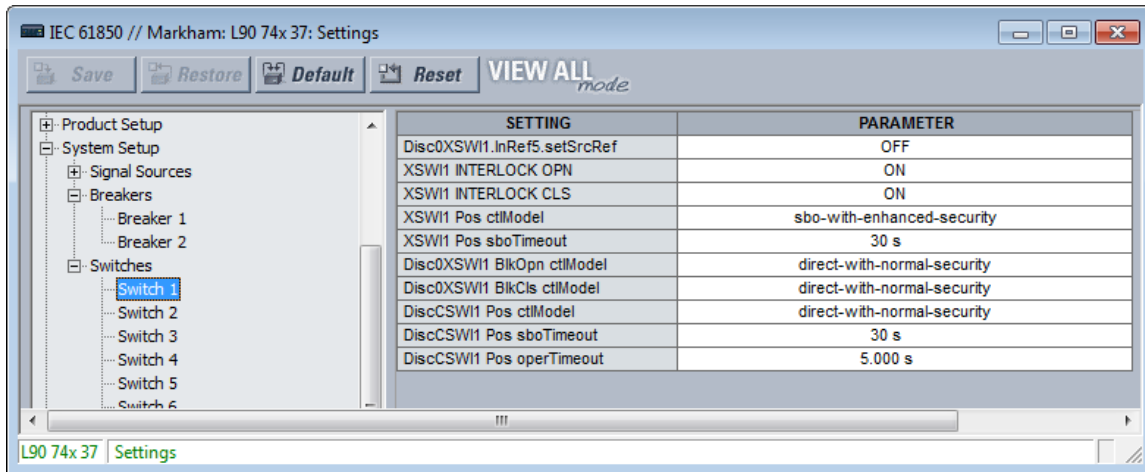 IEC 61850 // Markham: L90 74x 37: Settings
Save Restore Default Reset VIEW ALL mode
Product Setup
System Setup
Signal Sources
Breakers
Breaker 1
Breaker 2
Switches
Switch 1
Switch 2
Switch 3
Switch 4
Switch 5
Switch 6
SETTING PARAMETER
Disc0XSWI1.InRef5.setSrcRef OFF
XSWI1 INTERLOCK OPN ON
XSWI1 INTERLOCK CLS ON
XSWI1 Pos ctlModel sbo-with-enhanced-security
XSWI1 Pos sboTimeout 30 s
Disc0XSWI1 BlkOpn ctlModel direct-with-normal-security
Disc0XSWI1 BlkCls ctlModel direct-with-normal-security
DiscCSWI1 Pos ctlModel direct-with-normal-security
DiscCSWI1 Pos sboTimeout 30 s
DiscCSWI1 Pos operTimeout 5.000 s
L90 74x 37 Settings